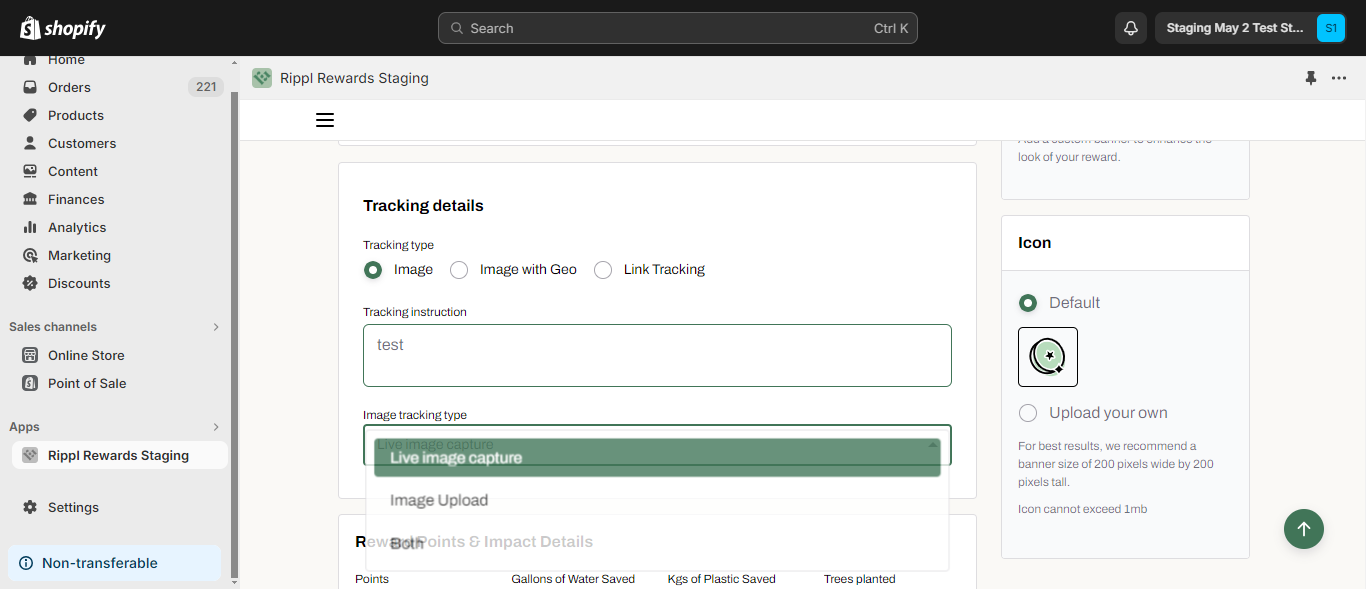 shopify
Search
Ctrl K
Staging May 2 Test St...
S1
Home
Orders
221
Products
Customers
Content
Finances
Analytics
Marketing
Discounts
Sales channels
Online Store
Point of Sale
Apps
Rippl Rewards Staging
Settings
Non-transferable
Rippl Rewards Staging
Tracking details
Tracking type
Image
Image with Geo
Link Tracking
Tracking instruction
test
Image tracking type
Live image capture
Live image capture
Image Upload
Both
Reward Points & Impact Details
Points
Gallons of Water Saved
Kgs of Plastic Saved
Trees planted
Add a custom banner to enhance the
look of your reward.
Icon
Default
Upload your own
For best results, we recommend a
banner size of 200 pixels wide by 200
pixels tall.
Icon cannot exceed 1mb